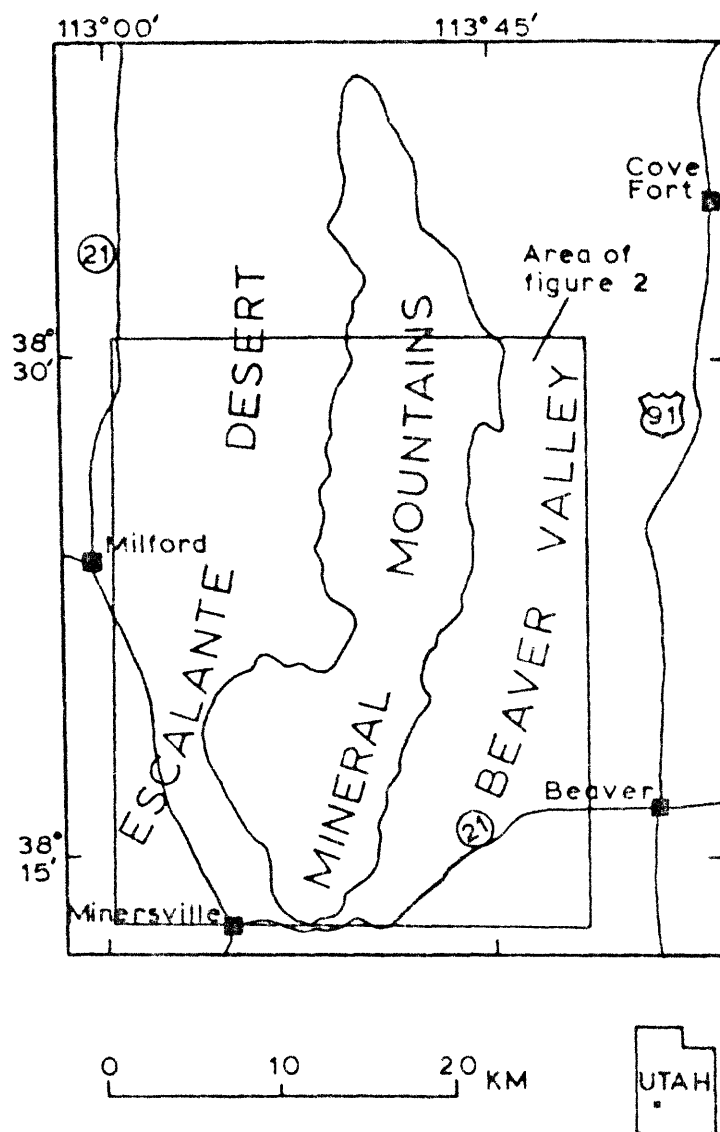 113° 00′
113° 45′
Cove
Fort
21
Area of
figure 2
38°
30′
DESERT
MOUNTAINS
VALLEY
91
Milford
ESCALANTE
MINERAL
BEAVER
Beaver
21
38°
15′
Minersville
0
10
20 KM
UTAH